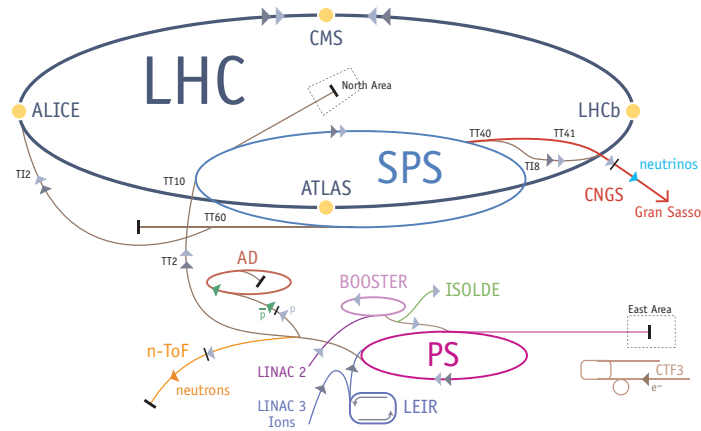 CMS
LHC
North Area
ALICE
LHCb
TT40
TT41
SPS
TI8
neutrinos
TI2
TT10
ATLAS
CNGS
Gran Sasso
TT60
TT2
AD
BOOSTER
ISOLDE
p
p
East Area
n-ToF
PS
LINAC 2
neutrons
CTF3
e−
LINAC 3
Ions
LEIR